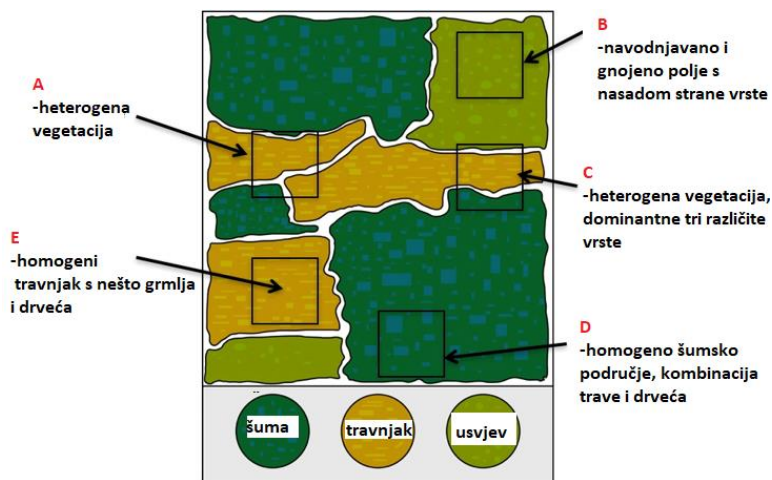 A
-heterogena
vegetacija
B
-navodnjavano i
gnojeno polje s
nasadom strane vrste
C
-heterogena vegetacija,
dominantne tri različite
vrste
E
-homogeni
travnjak s nešto grmlja
i drveća
D
-homogeno šumsko
područje, kombinacija
trave i drveća
šuma
travnjak
usvjev